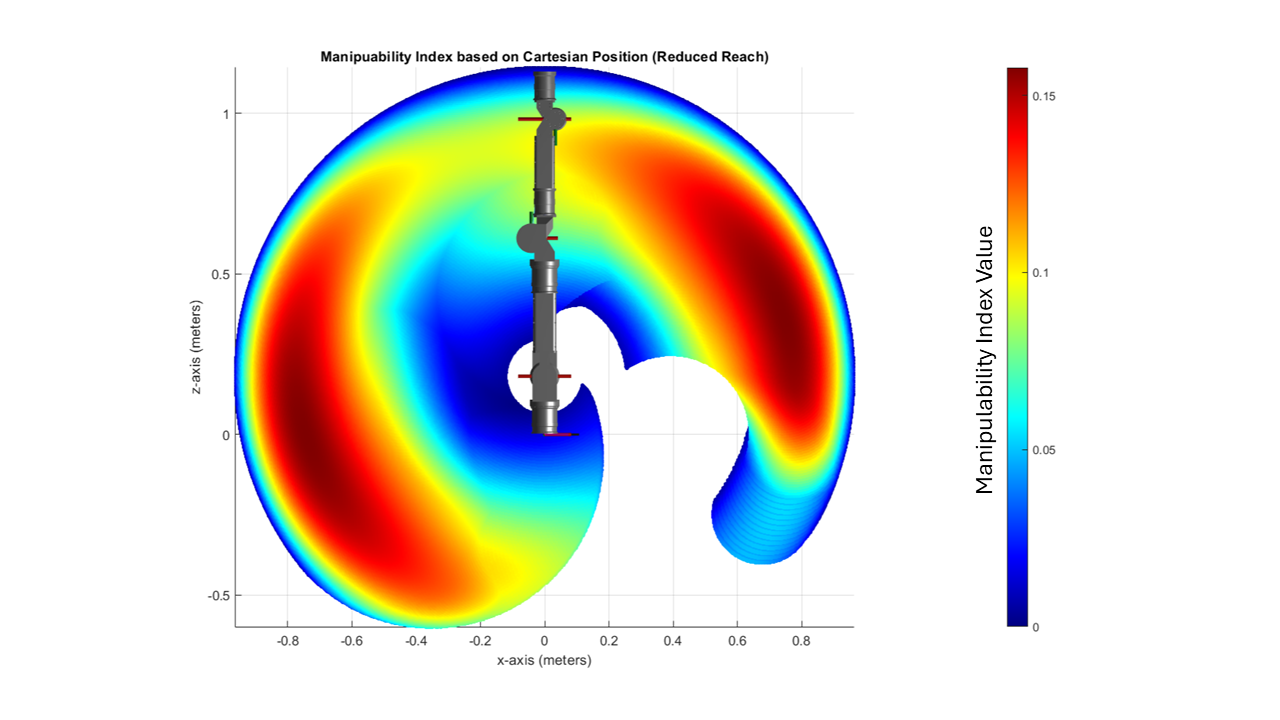 Manipuability Index based on Cartesian Position (Reduced Reach)
1
0.5
0
-0.5
z-axis (meters)
-0.8 -0.6 -0.4 -0.2 0 0.2 0.4 0.6 0.8
x-axis (meters)
Manipulability Index Value
0.15
0.1
0.05
0